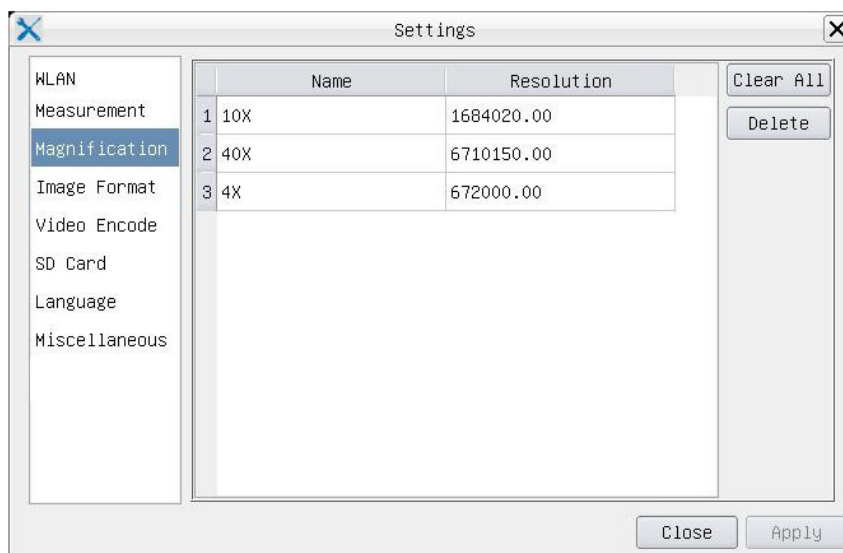 Settings
WLAN
Measurement
Magnification
Image Format
Video Encode
SD Card
Language
Miscellaneous
Name Resolution
1 10X 1684020.00
2 40X 6710150.00
3 4X 672000.00
Clear All
Delete
Close
Apply